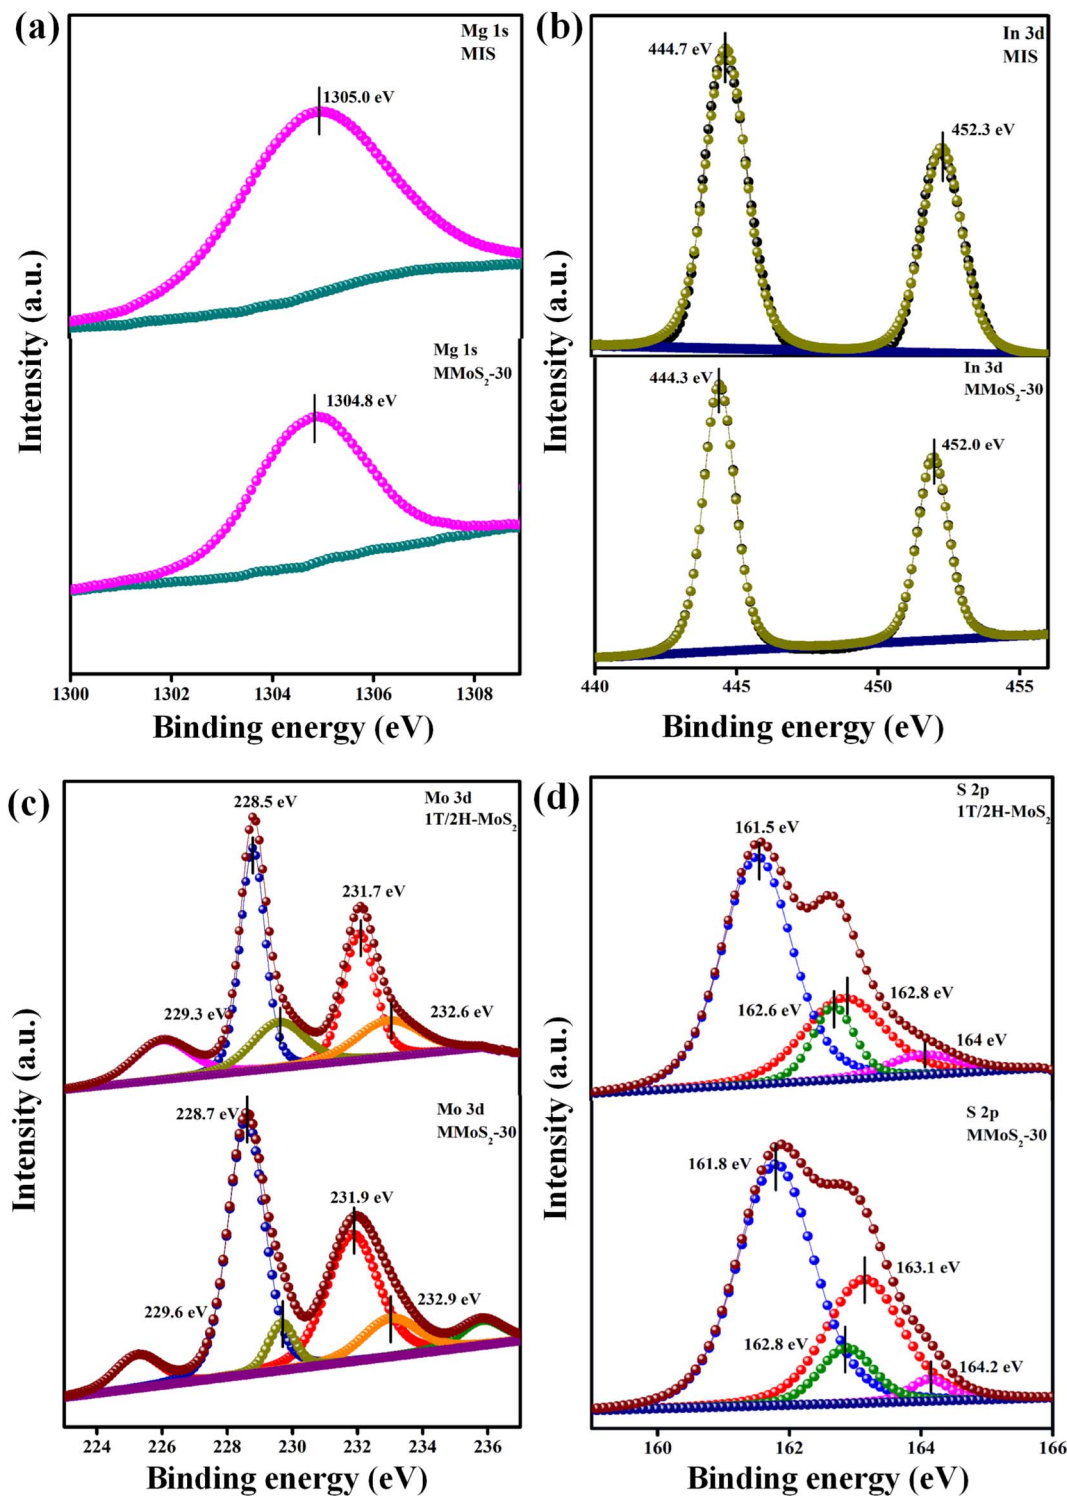 (a)
Mg 1s
MIS
1305.0 eV
Mg 1s
MMoS₂-30
1304.8 eV
Intensity (a.u.)
1300 1302 1304 1306 1308
Binding energy (eV)
(b)
In 3d
MIS
444.7 eV
452.3 eV
In 3d
MMoS₂-30
444.3 eV
452.0 eV
Intensity (a.u.)
440 445 450 455
Binding energy (eV)
(c)
Mo 3d
1T/2H-MoS₂
228.5 eV
231.7 eV
229.3 eV
232.6 eV
Mo 3d
MMoS₂-30
228.7 eV
231.9 eV
229.6 eV
232.9 eV
Intensity (a.u.)
224 226 228 230 232 234 236
Binding energy (eV)
(d)
S 2p
1T/2H-MoS₂
161.5 eV
162.6 eV
162.8 eV
164 eV
S 2p
MMoS₂-30
161.8 eV
163.1 eV
162.8 eV
164.2 eV
Intensity (a.u.)
160 162 164 166
Binding energy (eV)